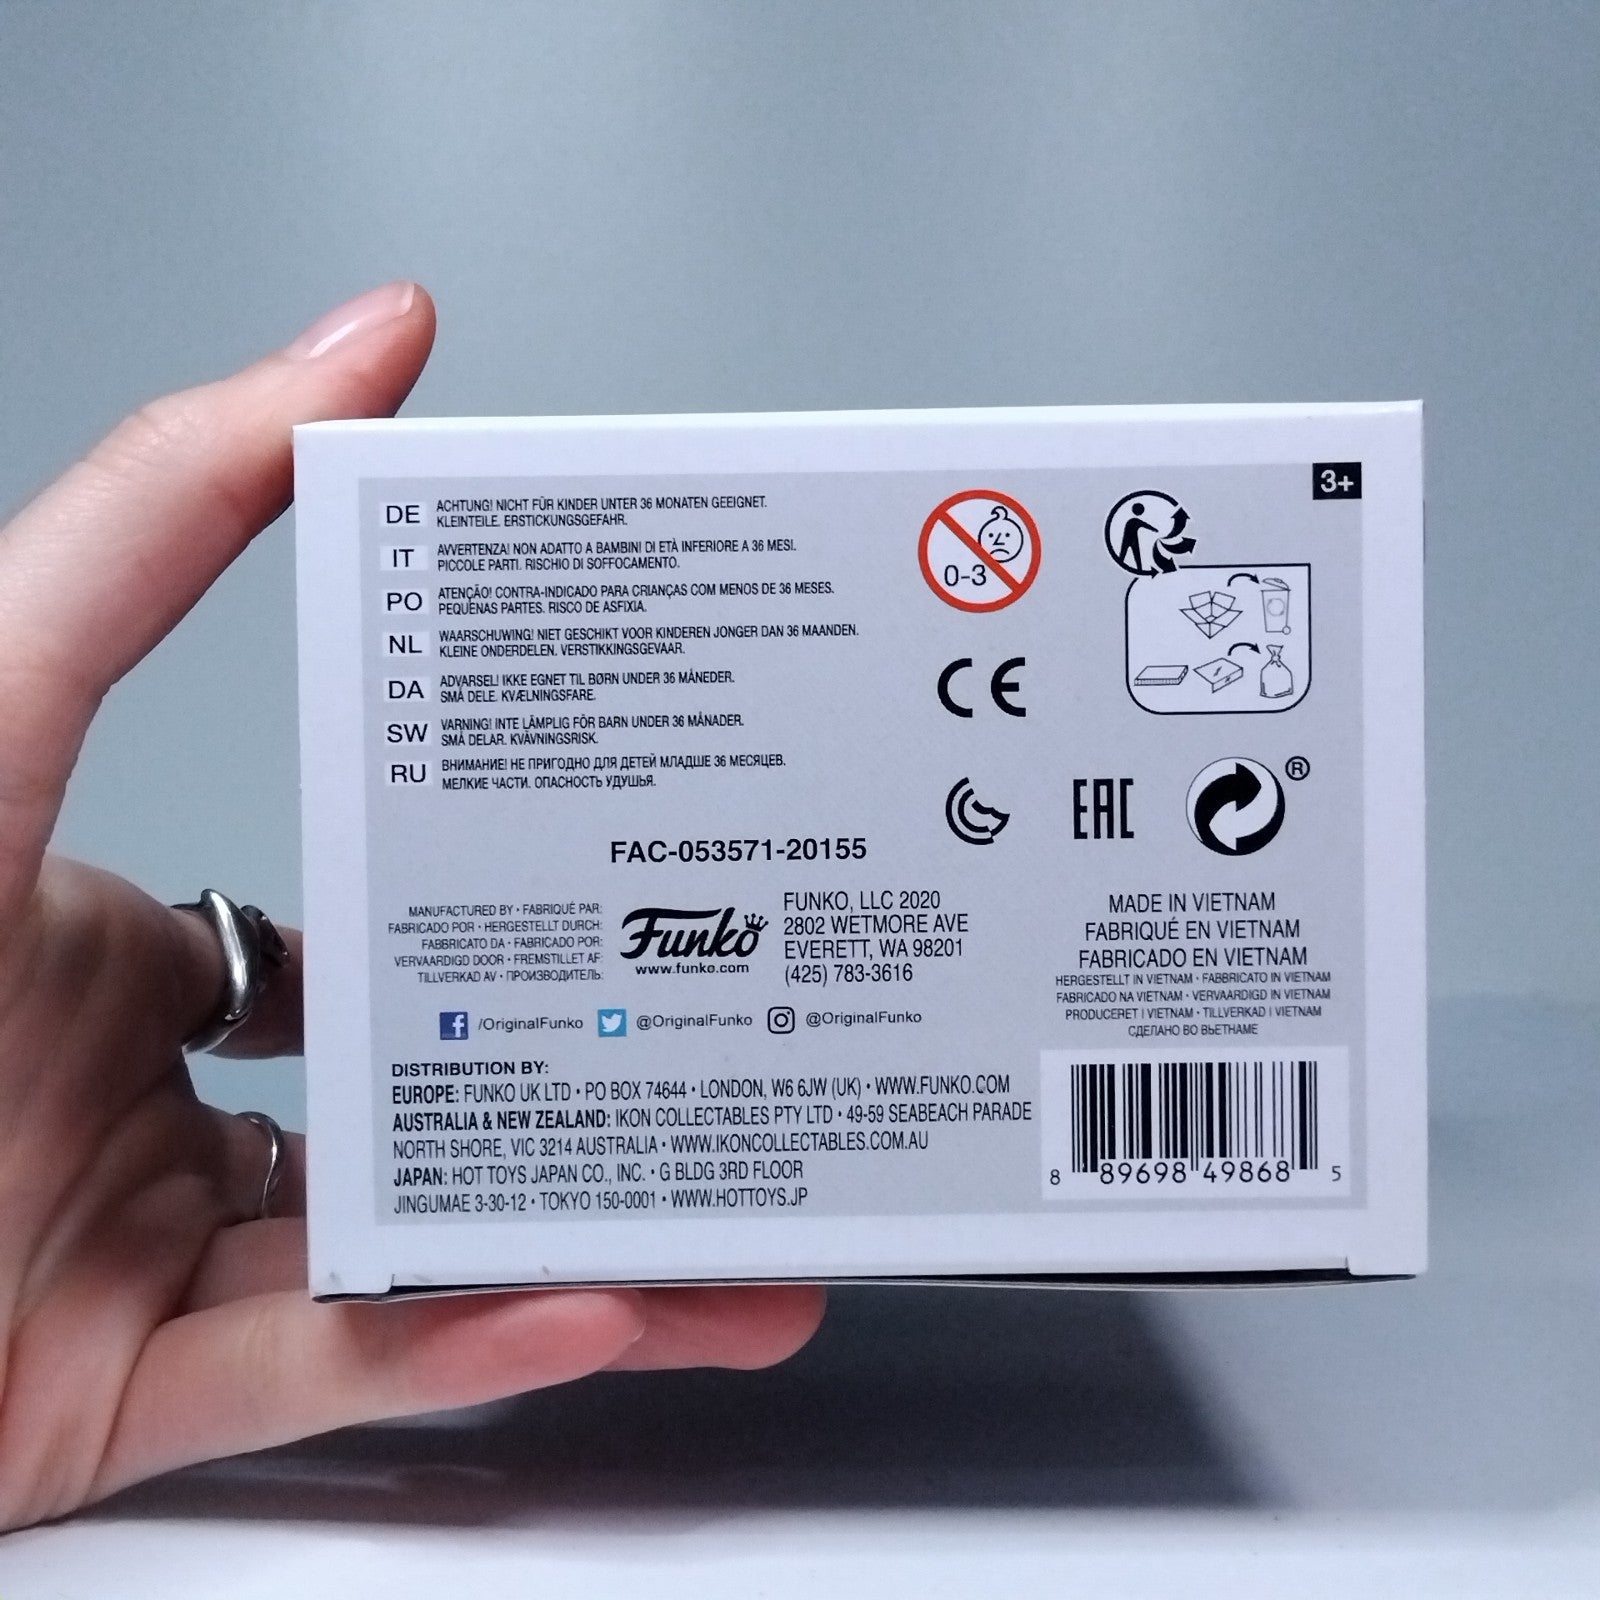 3+
DE
ACHTUNG! NICHT FÜR KINDER UNTER 36 MONATEN GEEIGNET.
KLEINTEILE. ERSTICKUNGSGEFAHR.
IT
AVVERTENZA! NON ADATTO A BAMBINI DI ETÀ INFERIORE A 36 MESI.
PICCOLE PARTI. RISCHIO DI SOFFOCAMENTO.
PO
ATENÇÃO! CONTRA-INDICADO PARA CRIANÇAS COM MENOS DE 36 MESES.
PEQUENAS PARTES. RISCO DE ASFIXIA.
NL
WAARSCHUWING! NIET GESCHIKT VOOR KINDEREN JONGER DAN 36 MAANDEN.
KLEINE ONDERDELEN. VERSTIKKINGSGEVAAR.
DA
ADVARSEL! IKKE EGNET TIL BØRN UNDER 36 MÅNEDER.
SMÅ DELE. KVÆLNINGSFARE.
SW
VARNING! INTE LÄMPLIG FÖR BARN UNDER 36 MÅNADER.
SMÅ DELAR. KVÄVNINGSRISK.
RU
ВНИМАНИЕ! НЕ ПРИГОДНО ДЛЯ ДЕТЕЙ МЛАДШЕ 36 МЕСЯЦЕВ.
МЕЛКИЕ ЧАСТИ. ОПАСНОСТЬ УДУШЬЯ.
0-3
CE
EAC
®
FAC-053571-20155
MANUFACTURED BY • FABRIQUÉ PAR:
FABRICADO POR • HERGESTELLT DURCH:
FABBRICATO DA • FABRICADO POR:
VERVAARDIGD DOOR • FREMSTILLET AF:
TILLVERKAD AV • ПРОИЗВОДИТЕЛЬ:
Funko
www.funko.com
FUNKO, LLC 2020
2802 WETMORE AVE
EVERETT, WA 98201
(425) 783-3616
MADE IN VIETNAM
FABRIQUÉ EN VIETNAM
FABRICADO EN VIETNAM
HERGESTELLT IN VIETNAM • FABBRICATO IN VIETNAM
FABRICADO NA VIETNAM • VERVAARDIGD IN VIETNAM
PRODUCERET I VIETNAM • TILLVERKAD I VIETNAM
СДЕЛАНО ВО ВЬЕТНАМЕ
f /OriginalFunko @OriginalFunko @OriginalFunko
DISTRIBUTION BY:
EUROPE: FUNKO UK LTD • PO BOX 74644 • LONDON, W6 6JW (UK) • WWW.FUNKO.COM
AUSTRALIA & NEW ZEALAND: IKON COLLECTABLES PTY LTD • 49-59 SEABEACH PARADE
NORTH SHORE, VIC 3214 AUSTRALIA • WWW.IKONCOLLECTABLES.COM.AU
JAPAN: HOT TOYS JAPAN CO., INC. • G BLDG 3RD FLOOR
JINGUMAE 3-30-12 • TOKYO 150-0001 • WWW.HOTTOYS.JP
8 89698 49868 5